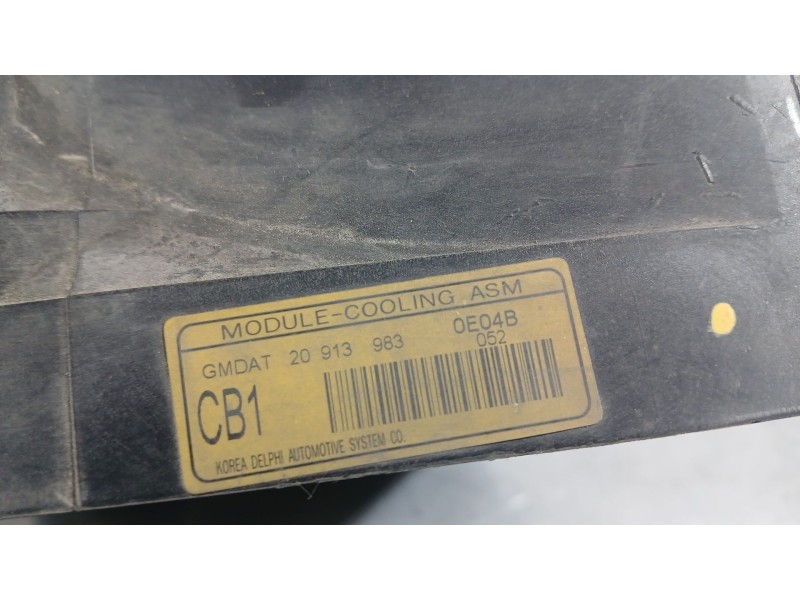 MODULE-COOLING ASM
GMDAT 20 913 983 0E04B
052
CB1
KOREA DELPHI AUTOMOTIVE SYSTEM CO.